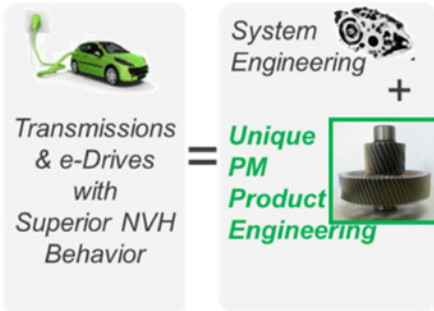 Transmissions
& e-Drives
with
Superior NVH
Behavior
=
System
Engineering
+
Unique
PM
Product
Engineering